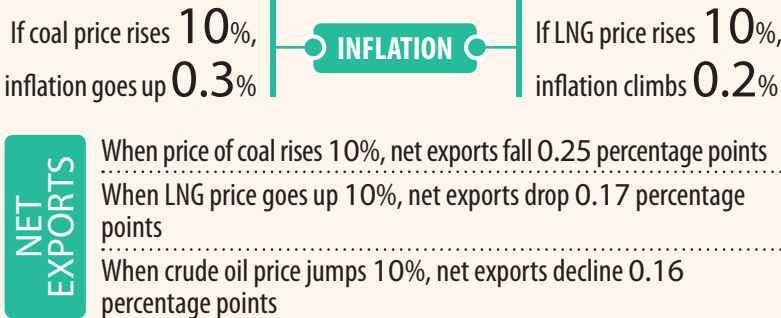 If coal price rises 10%,
inflation goes up 0.3%
INFLATION
If LNG price rises 10%,
inflation climbs 0.2%
NET
EXPORTS
When price of coal rises 10%, net exports fall 0.25 percentage points
When LNG price goes up 10%, net exports drop 0.17 percentage
points
When crude oil price jumps 10%, net exports decline 0.16
percentage points